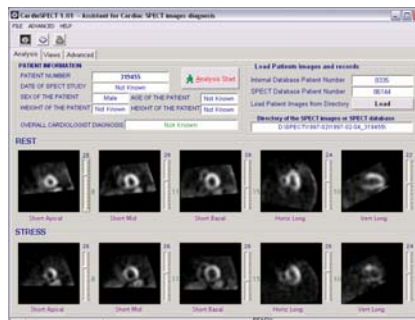 CardioSPECT 1.01 - Assistant for Cardiac SPECT images diagnosis
FILE ADVANCED HELP
Analysis Views Advanced
PATIENT INFORMATION
PATIENT NUMBER 319455
DATE OF SPECT STUDY Not Known
SEX OF THE PATIENT Male AGE OF THE PATIENT Not Known
HEIGHT OF THE PATIENT Not Known HEIGHT OF THE PATIENT Not Known
OVERALL CARDIOLOGIST DIAGNOSIS Not Known
Analysis Start
Load Patients images and records
Internal Database Patient Number 0335
SPECT Database Patient Number 06144
Load Patient Images from Directory Load
Directory of the SPECT images or SPECT database
REST
Short Apical Short Mid Short Basal Horiz Long Vert Long
STRESS
Short Apical Short Mid Short Basal Horiz Long Vert Long
READY